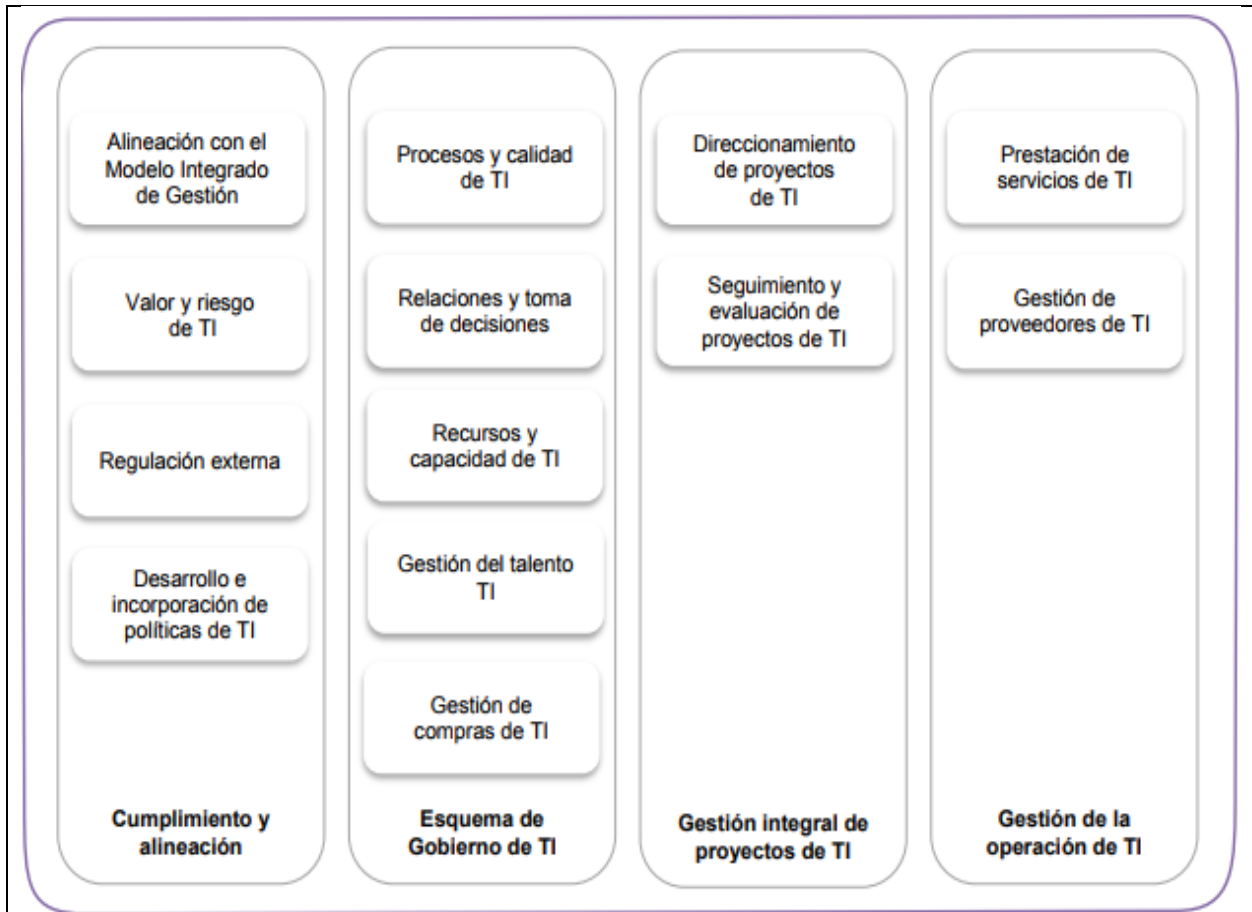 Alineación con el
Modelo Integrado
de Gestión
Valor y riesgo
de TI
Regulación externa
Desarrollo e
incorporación de
políticas de TI
Cumplimiento y
alineación
Procesos y calidad
de TI
Relaciones y toma
de decisiones
Recursos y
capacidad de TI
Gestión del talento
TI
Gestión de
compras de TI
Esquema de
Gobierno de TI
Direccionamiento
de proyectos
de TI
Seguimiento y
evaluación de
proyectos de TI
Gestión integral de
proyectos de TI
Prestación de
servicios de TI
Gestión de
proveedores de TI
Gestión de la
operación de TI